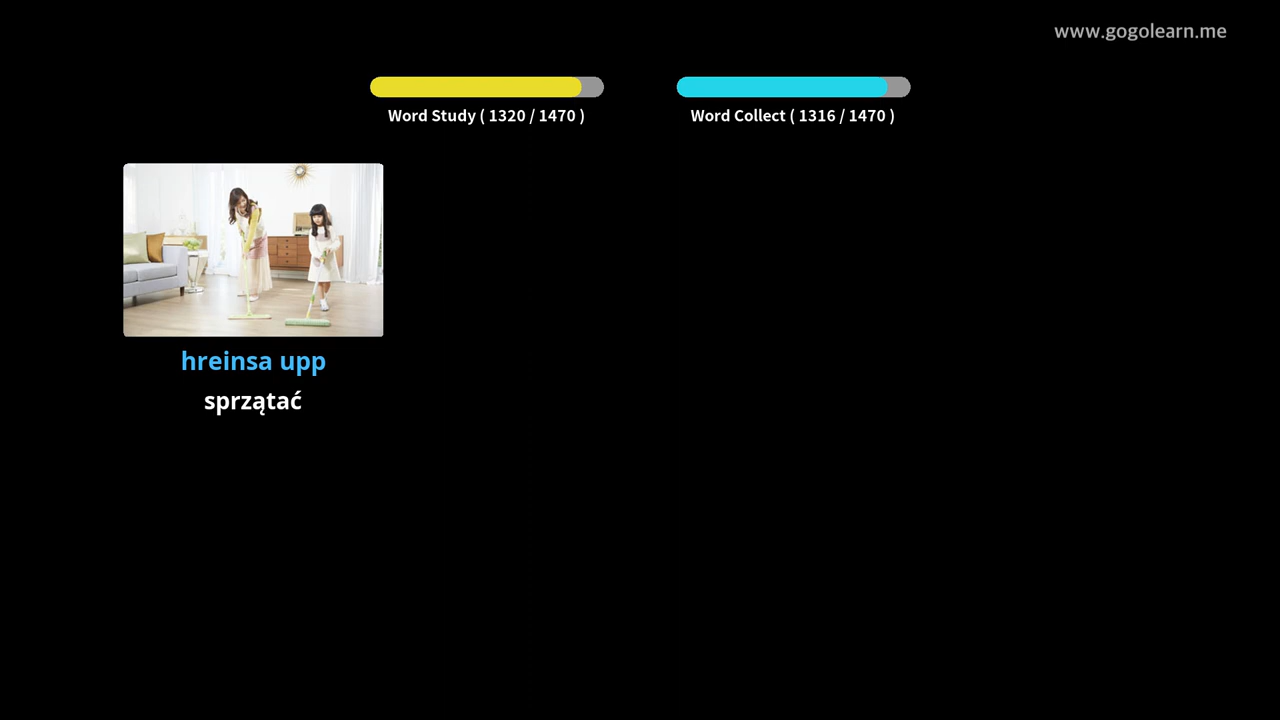 www.gogolearn.me
Word Study ( 1320 / 1470 )
Word Collect ( 1316 / 1470 )
hreinsa upp
sprzątać